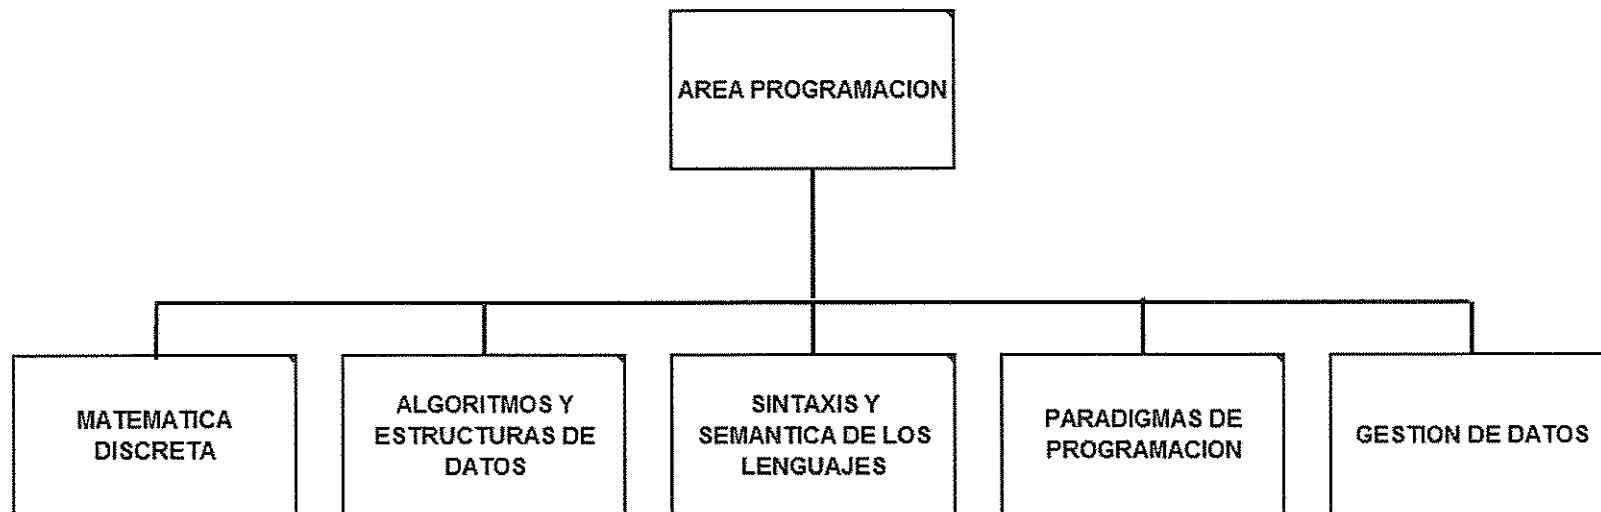 AREA PROGRAMACION
MATEMATICA
DISCRETA
ALGORITMOS Y
ESTRUCTURAS DE
DATOS
SINTAXIS Y
SEMANTICA DE LOS
LENGUAJES
PARADIGMAS DE
PROGRAMACION
GESTION DE DATOS